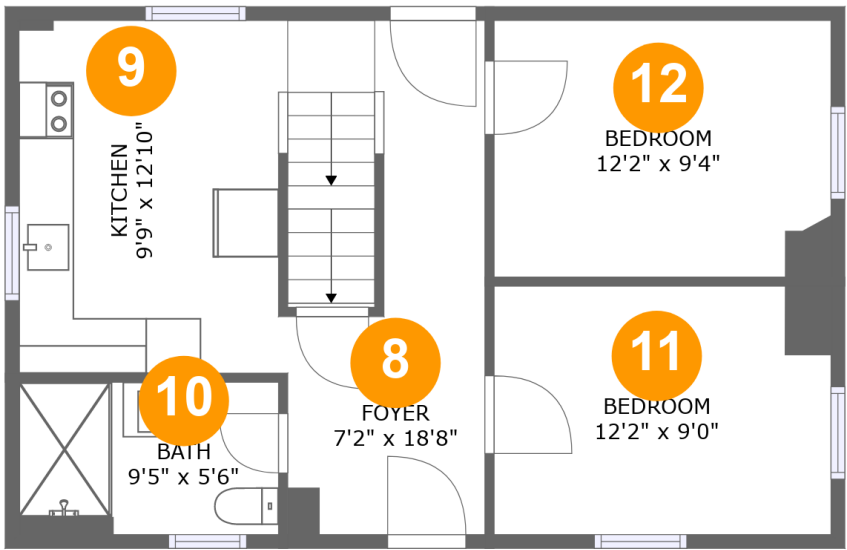 9
KITCHEN
9'9" x 12'10"
12
BEDROOM
12'2" x 9'4"
8
FOYER
7'2" x 18'8"
11
BEDROOM
12'2" x 9'0"
10
BATH
9'5" x 5'6"